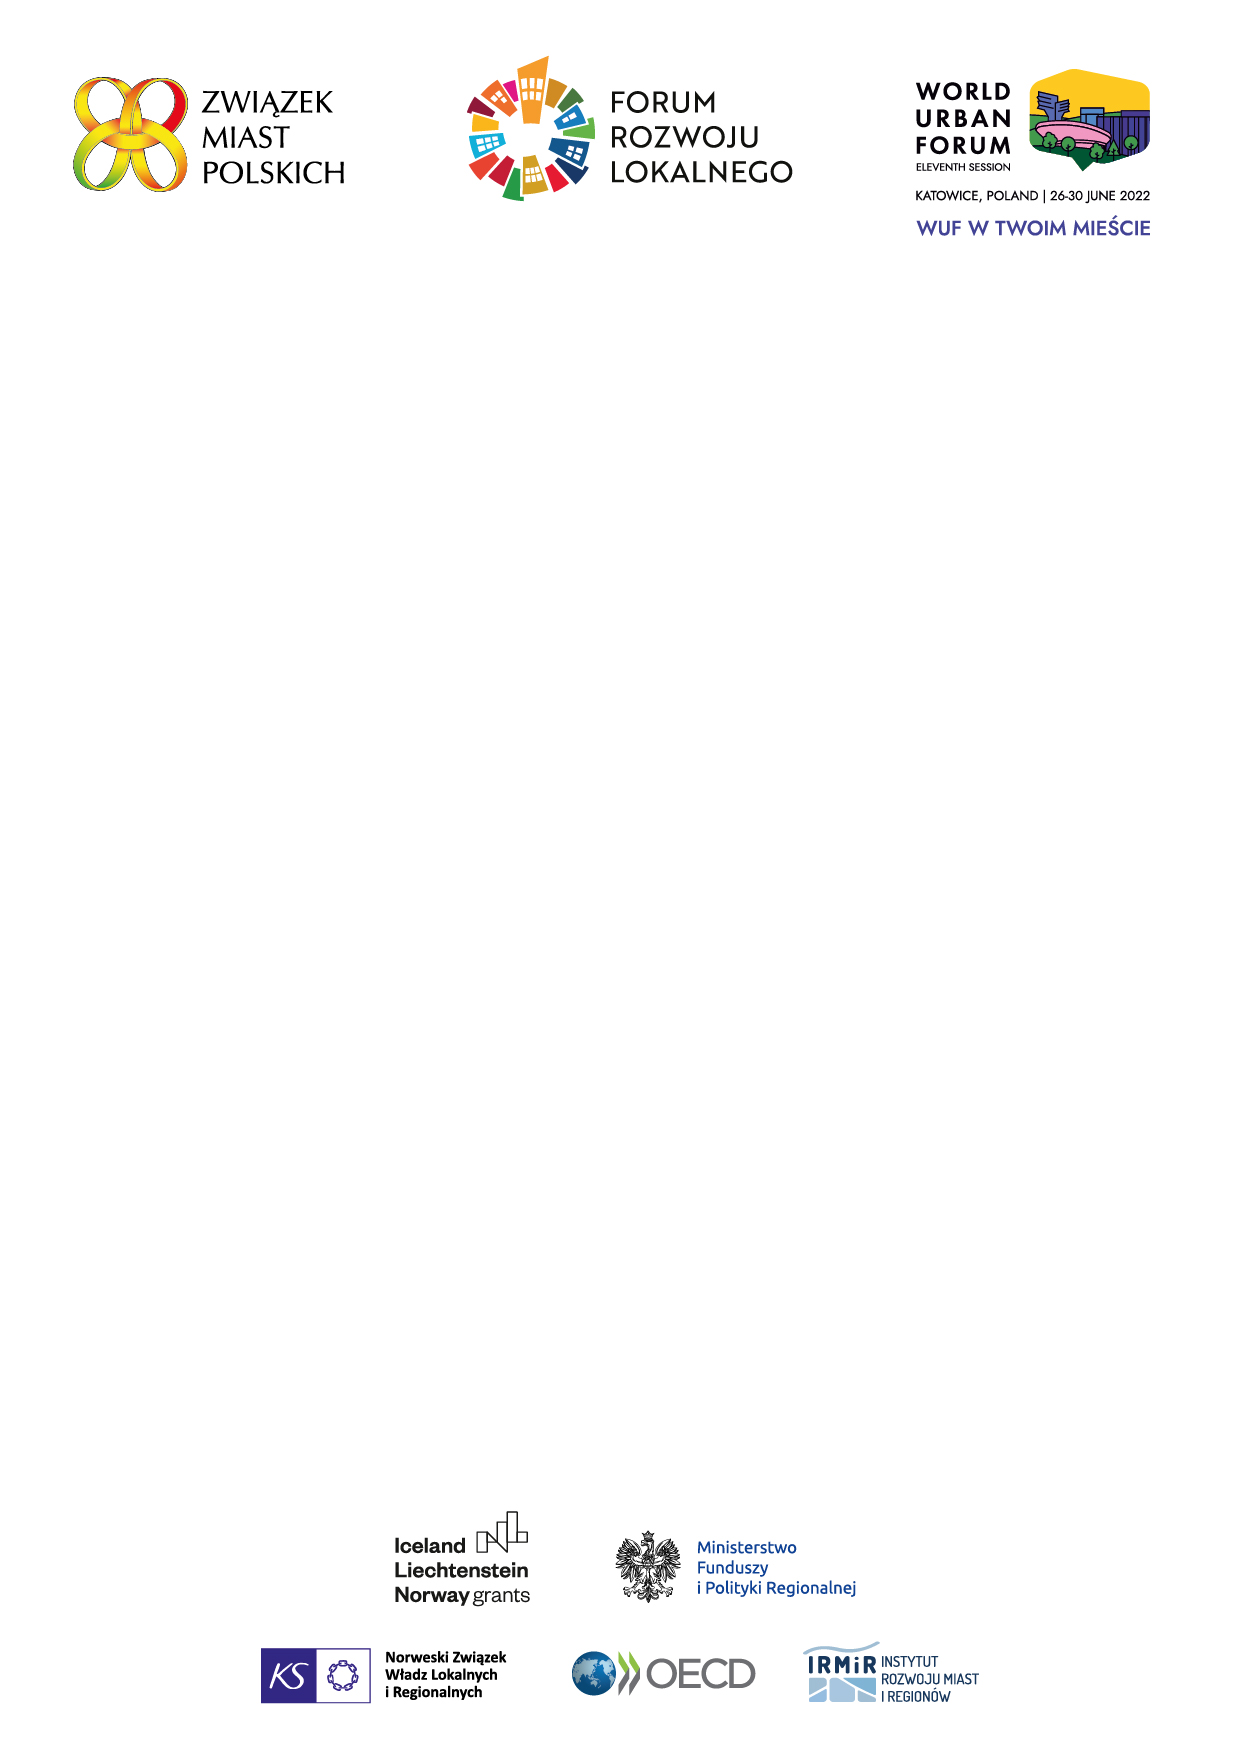 ZWIĄZEK
MIAST
POLSKICH
FORUM
ROZWOJU
LOKALNEGO
WORLD
URBAN
FORUM
ELEVENTH SESSION
KATOWICE, POLAND | 26-30 JUNE 2022
WUF W TWOIM MIEŚCIE
Iceland
Liechtenstein
Norway grants
Ministerstwo
Funduszy
i Polityki Regionalnej
KS
Norweski Związek
Władz Lokalnych
i Regionalnych
OECD
IRMiR
INSTYTUT
ROZWOJU MIAST
I REGIONÓW